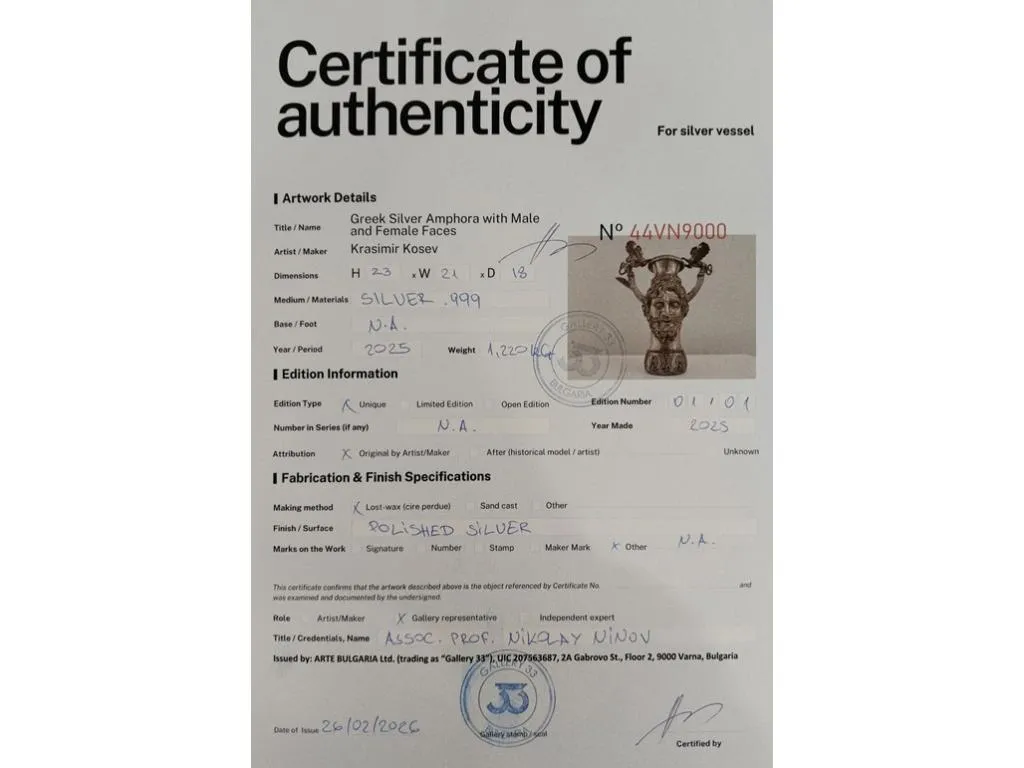 Certificate of
authenticity
For silver vessel
Artwork Details
Title / Name Greek Silver Amphora with Male
and Female Faces
Nº 44VN9000
Artist / Maker Krasimir Kosev
Dimensions H 23 x W 21 x D 18
Medium / Materials SILVER .999
Base / Foot N.A.
Year / Period 2025 Weight 1,220 KG
GALLERY 33
BULGARIA
Edition Information
Edition Type X Unique Limited Edition Open Edition Edition Number 01/01
Number in Series (if any) N.A. Year Made 2025
Attribution X Original by Artist/Maker After (historical model / artist) Unknown
Fabrication & Finish Specifications
Making method X Lost-wax (cire perdue) Sand cast Other
Finish / Surface POLISHED SILVER
Marks on the Work Signature Number Stamp Maker Mark X Other N.A.
This certificate confirms that the artwork described above is the object referenced by Certificate No. and
was examined and documented by the undersigned.
Role Artist/Maker X Gallery representative Independent expert
Title / Credentials, Name ASSOC. PROF. NIKOLAY NINOV
Issued by: ARTE BULGARIA Ltd. (trading as "Gallery 33"), UIC 207563687, 2A Gabrovo St., Floor 2, 9000 Varna, Bulgaria
GALLERY 33
33
BULGARIA
Date of Issue 26/02/2026 Gallery stamp / seal
Certified by